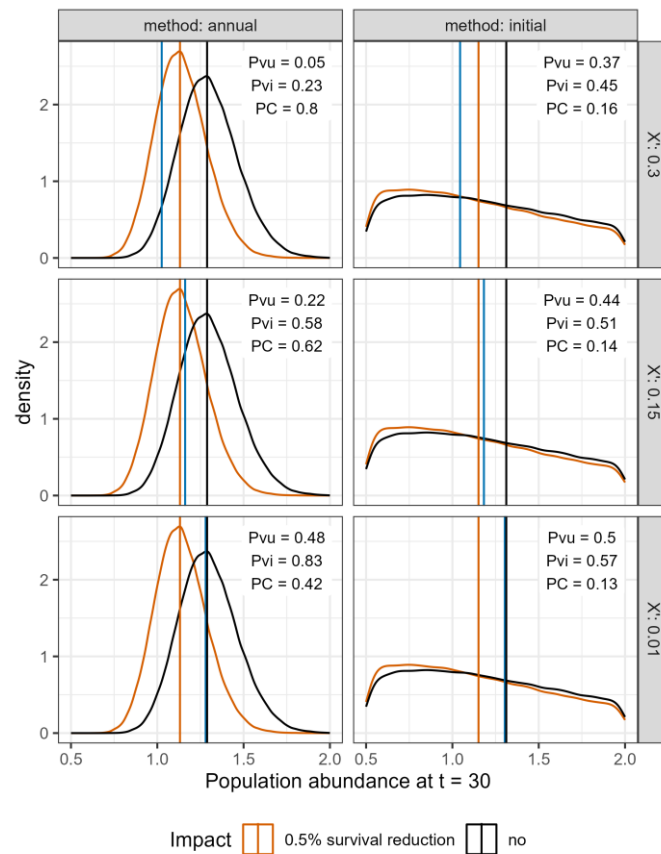 method: annual
method: initial
Pvu = 0.05
Pvi = 0.23
PC = 0.8
Pvu = 0.37
Pvi = 0.45
PC = 0.16
X': 0.3
Pvu = 0.22
Pvi = 0.58
PC = 0.62
Pvu = 0.44
Pvi = 0.51
PC = 0.14
X': 0.15
Pvu = 0.48
Pvi = 0.83
PC = 0.42
Pvu = 0.5
Pvi = 0.57
PC = 0.13
X': 0.01
density
2
1
0
2
1
0
2
1
0
0.5 1.0 1.5 2.0
0.5 1.0 1.5 2.0
Population abundance at t = 30
Impact 0.5% survival reduction no